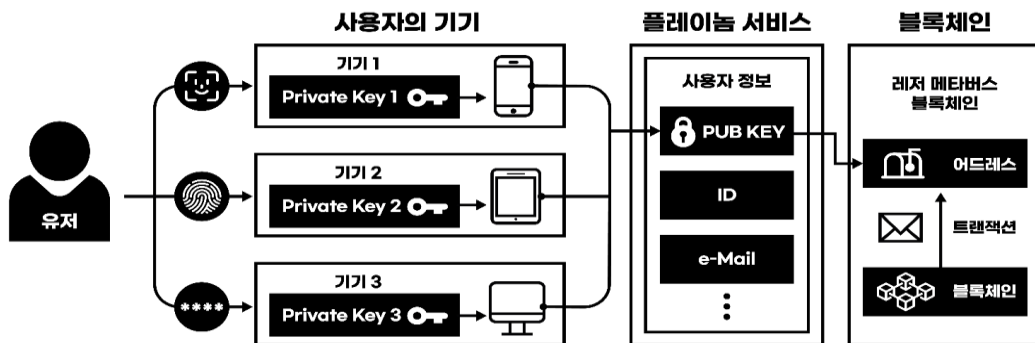 사용자의 기기
플레이놈 서비스
블록체인
유저
기기 1
Private Key 1
기기 2
Private Key 2
****
기기 3
Private Key 3
사용자 정보
PUB KEY
ID
e-Mail
레저 메타버스
블록체인
어드레스
트랜잭션
블록체인